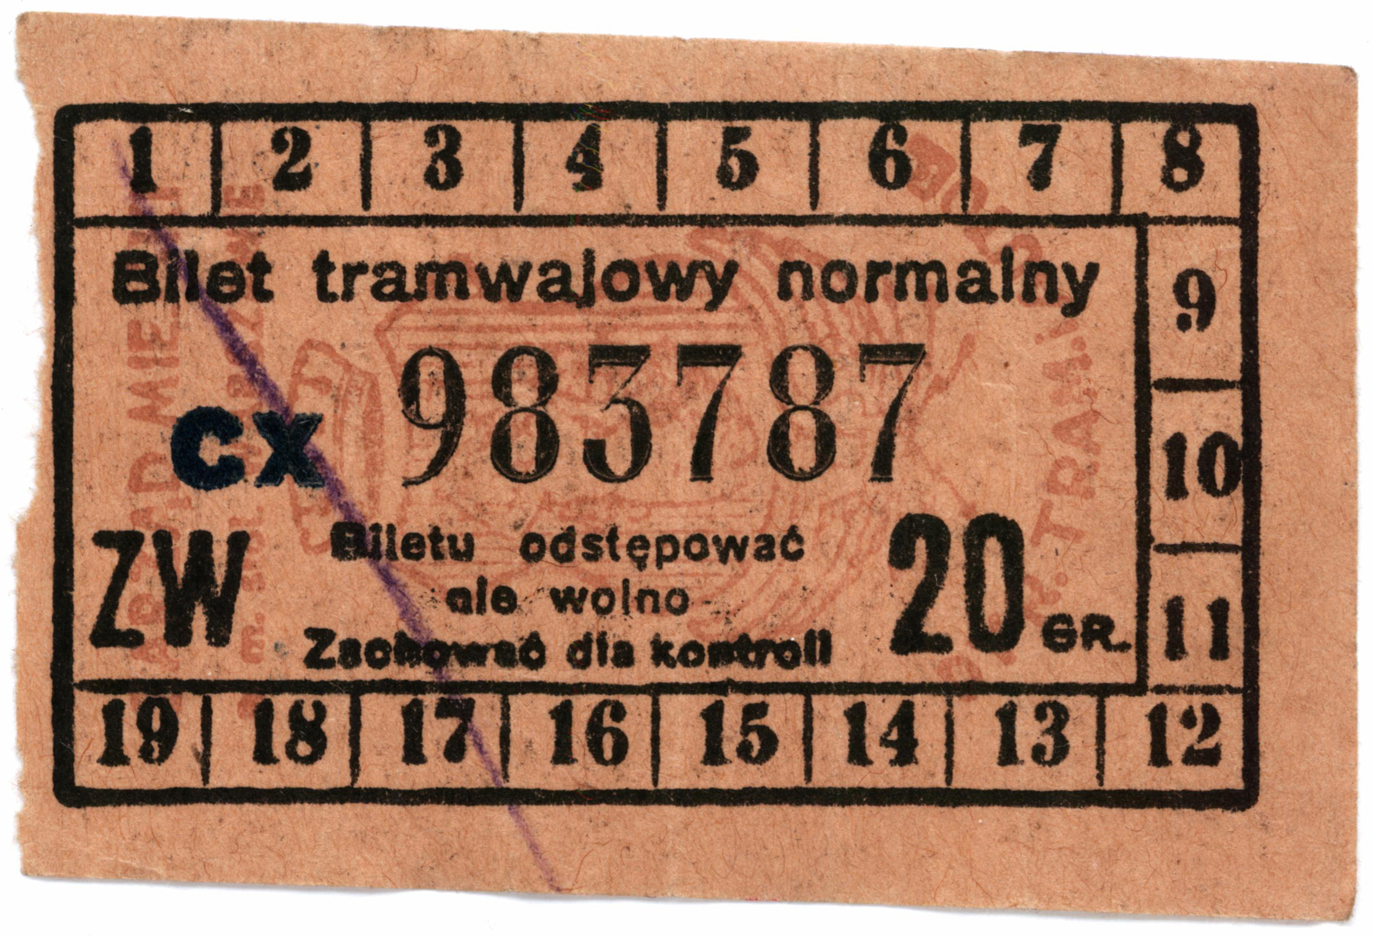 1 2 3 4 5 6 7 8
Bilet tramwajowy normalny
9
983787
cx
10
ZW
Biletu odstępować
nie wolno
Zachować dla kontroli
20 GR.
11
19 18 17 16 15 14 13 12